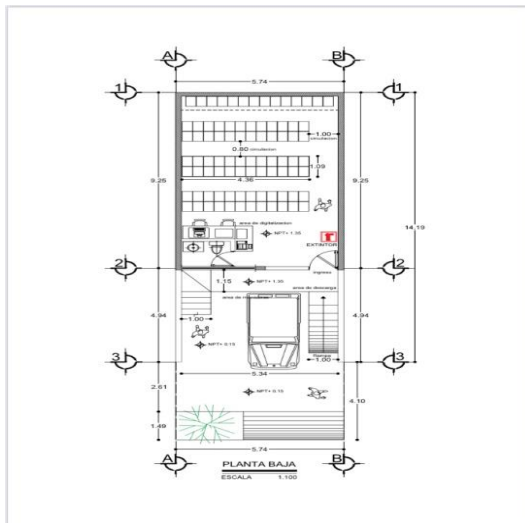 A B
5.74
1 1
1.00
circulacion
0.80 circulacion
1.09
4.36
9.25 9.25
14.19
area de digitalizacion
NPT+ 1.35
EXTINTOR
2 2
ingreso
1.15
area de descarga
1.00
4.94 4.94
NPT+ 0.15
Rampa
1.00
3 3
5.34
2.61
NPT+ 0.15
4.10
1.49
5.74
A B
PLANTA BAJA
ESCALA 1.100